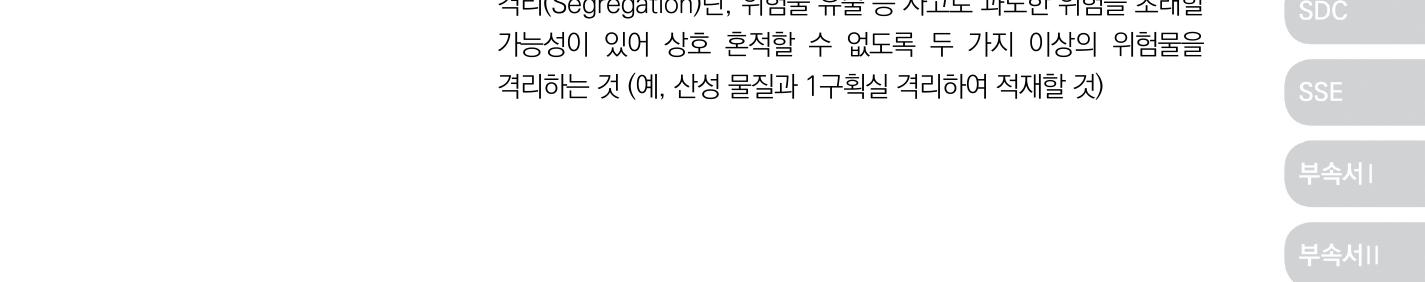 격리(Segregation)란, 위험물 유출 등 사고로 과도한 위험을 초래할
가능성이 있어 상호 혼적할 수 없도록 두 가지 이상의 위험물을
격리하는 것 (예, 산성 물질과 1구획실 격리하여 적재할 것)
SDC
SSE
부속서I
부속서II